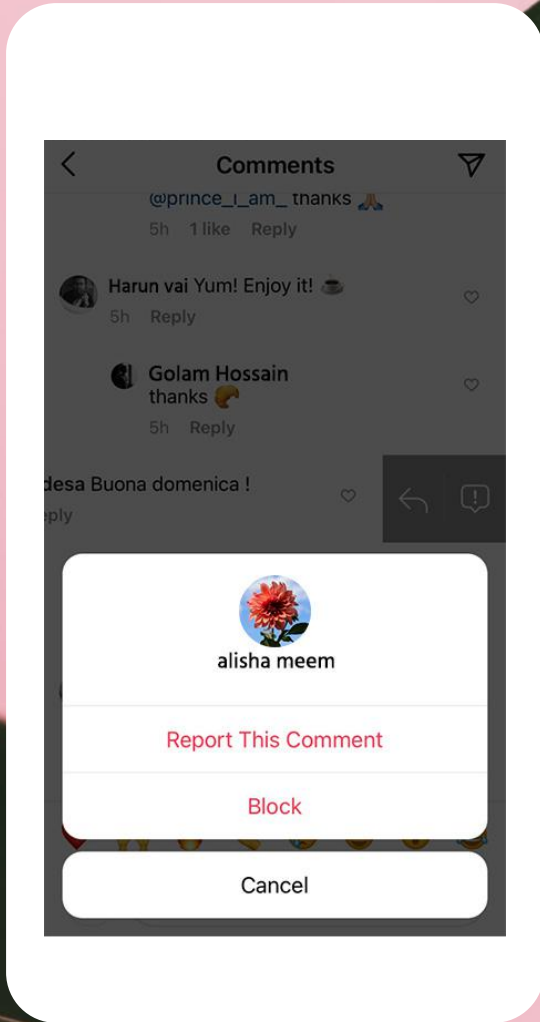 Comments
@prince_i_am_ thanks 🙏🏻
5h 1 like Reply
Harun vai Yum! Enjoy it! ☕
5h Reply
Golam Hossain
thanks 🥐
5h Reply
desa Buona domenica !
eply
alisha meem
Report This Comment
Block
Cancel